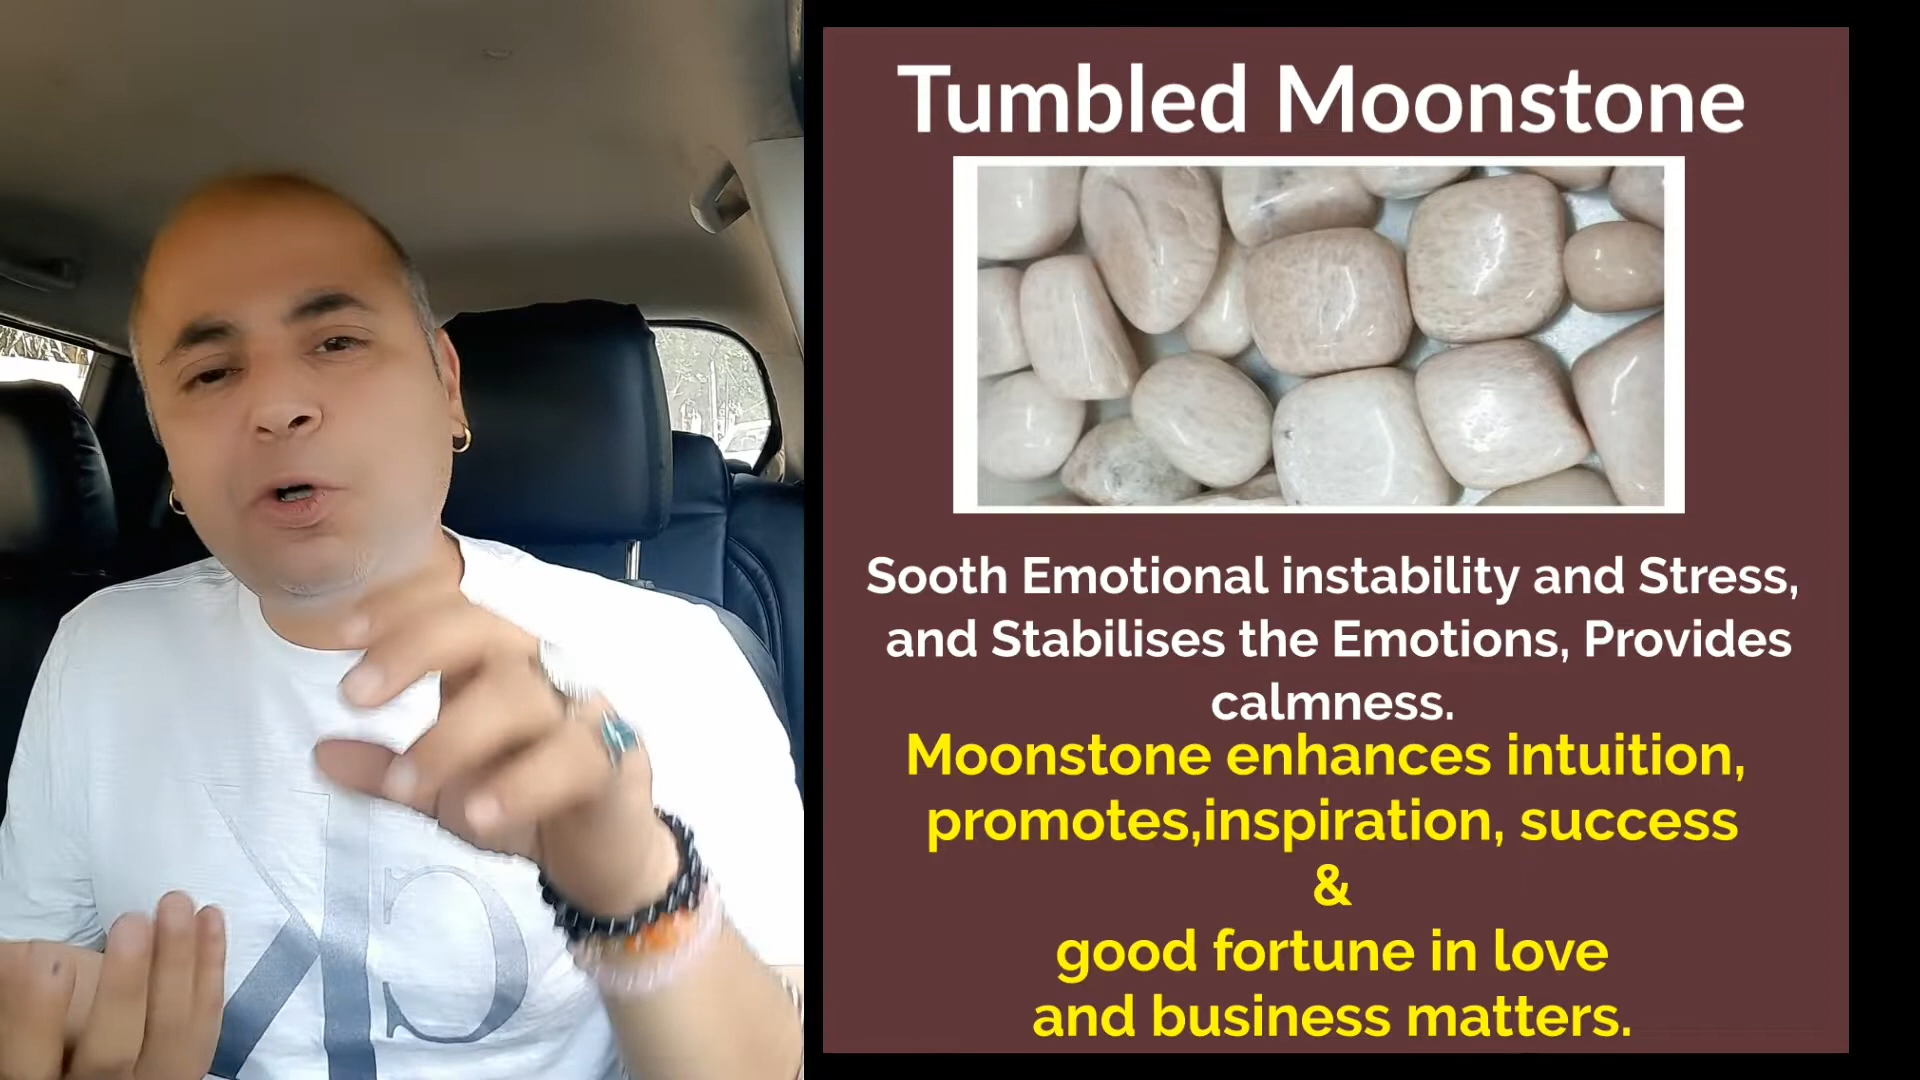 Tumbled Moonstone
Sooth Emotional instability and Stress,
and Stabilises the Emotions, Provides
calmness.
Moonstone enhances intuition,
promotes,inspiration, success
&
good fortune in love
and business matters.
CK